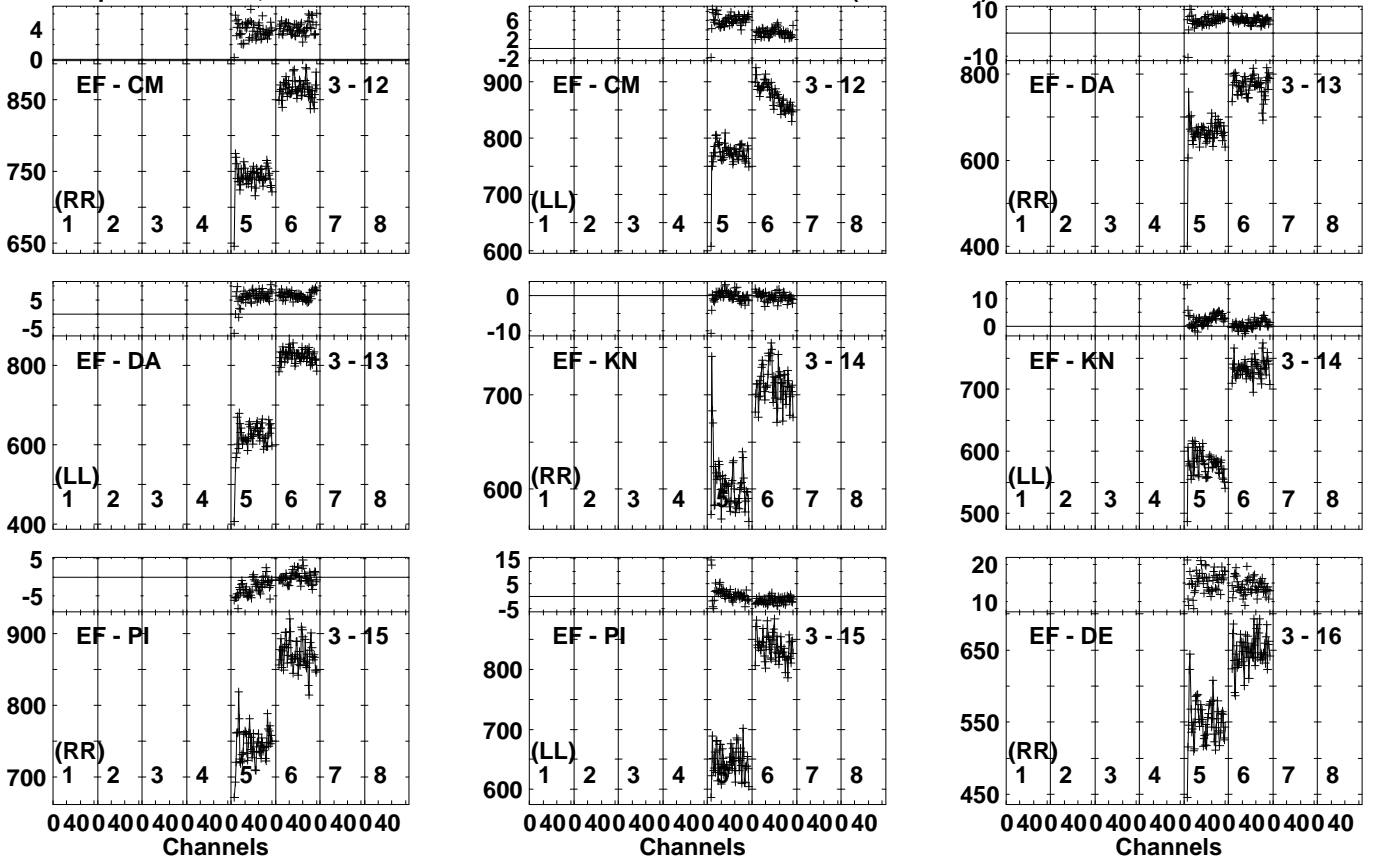 4
0
EF - CM 3 - 12
850
750
650
(RR)
1 2 3 4 5 6 7 8
6
2
-2
EF - CM 3 - 12
900
800
700
600
(LL)
1 2 3 4 5 6 7 8
10
-10
EF - DA 3 - 13
800
600
400
(RR)
1 2 3 4 5 6 7 8
5
-5
EF - DA 3 - 13
800
600
400
(LL)
1 2 3 4 5 6 7 8
0
-10
EF - KN 3 - 14
700
600
(RR)
1 2 3 4 5 6 7 8
10
0
EF - KN 3 - 14
700
600
500
(LL)
1 2 3 4 5 6 7 8
5
-5
EF - PI 3 - 15
900
800
700
(RR)
1 2 3 4 5 6 7 8
0 40 0 40 0 40 0 40 0 40 0 40 0 40 0 40
Channels
15
5
-5
EF - PI 3 - 15
800
700
600
(LL)
1 2 3 4 5 6 7 8
0 40 0 40 0 40 0 40 0 40 0 40 0 40 0 40
Channels
20
10
EF - DE 3 - 16
650
550
450
(RR)
1 2 3 4 5 6 7 8
0 40 0 40 0 40 0 40 0 40 0 40 0 40 0 40
Channels